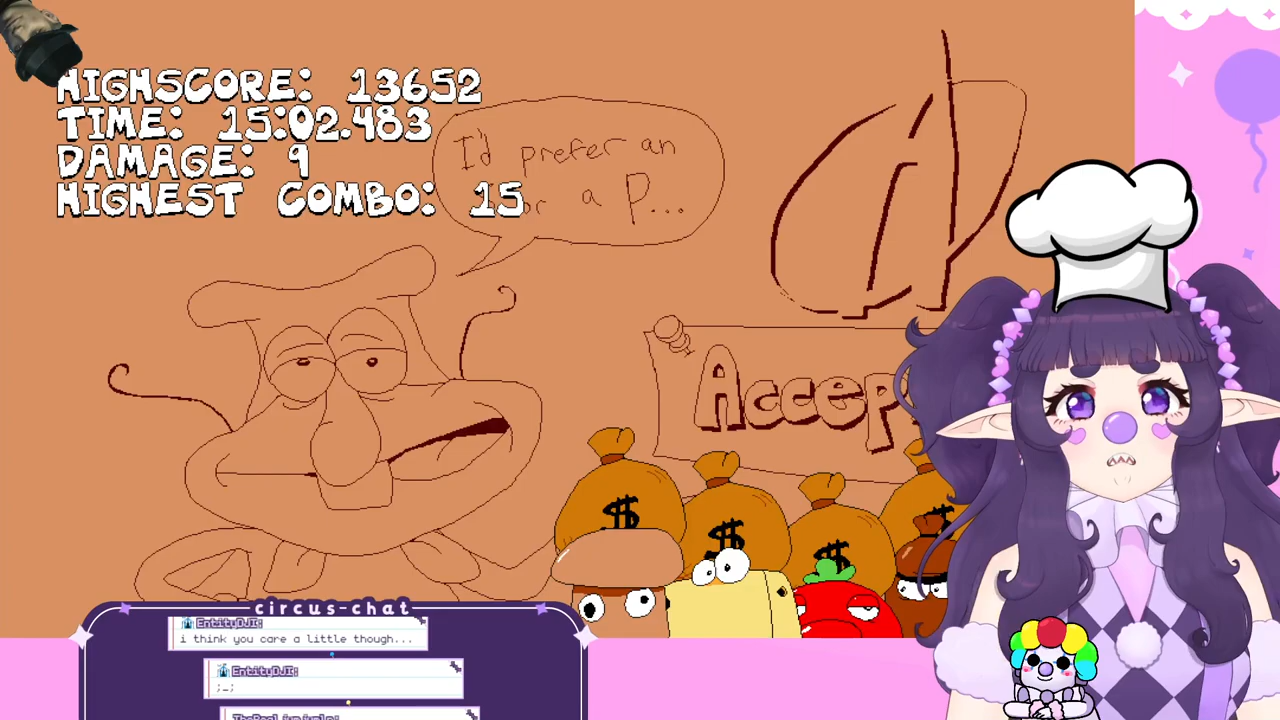 HIGHSCORE: 13652
TIME: 15:02.483
DAMAGE: 9
HIGHEST COMBO: 15
I'd prefer an
or a P...
A
Accep
$ $ $ $
circus-chat
EntityDJI:
i think you care a little though...
EntityDJI:
;_;